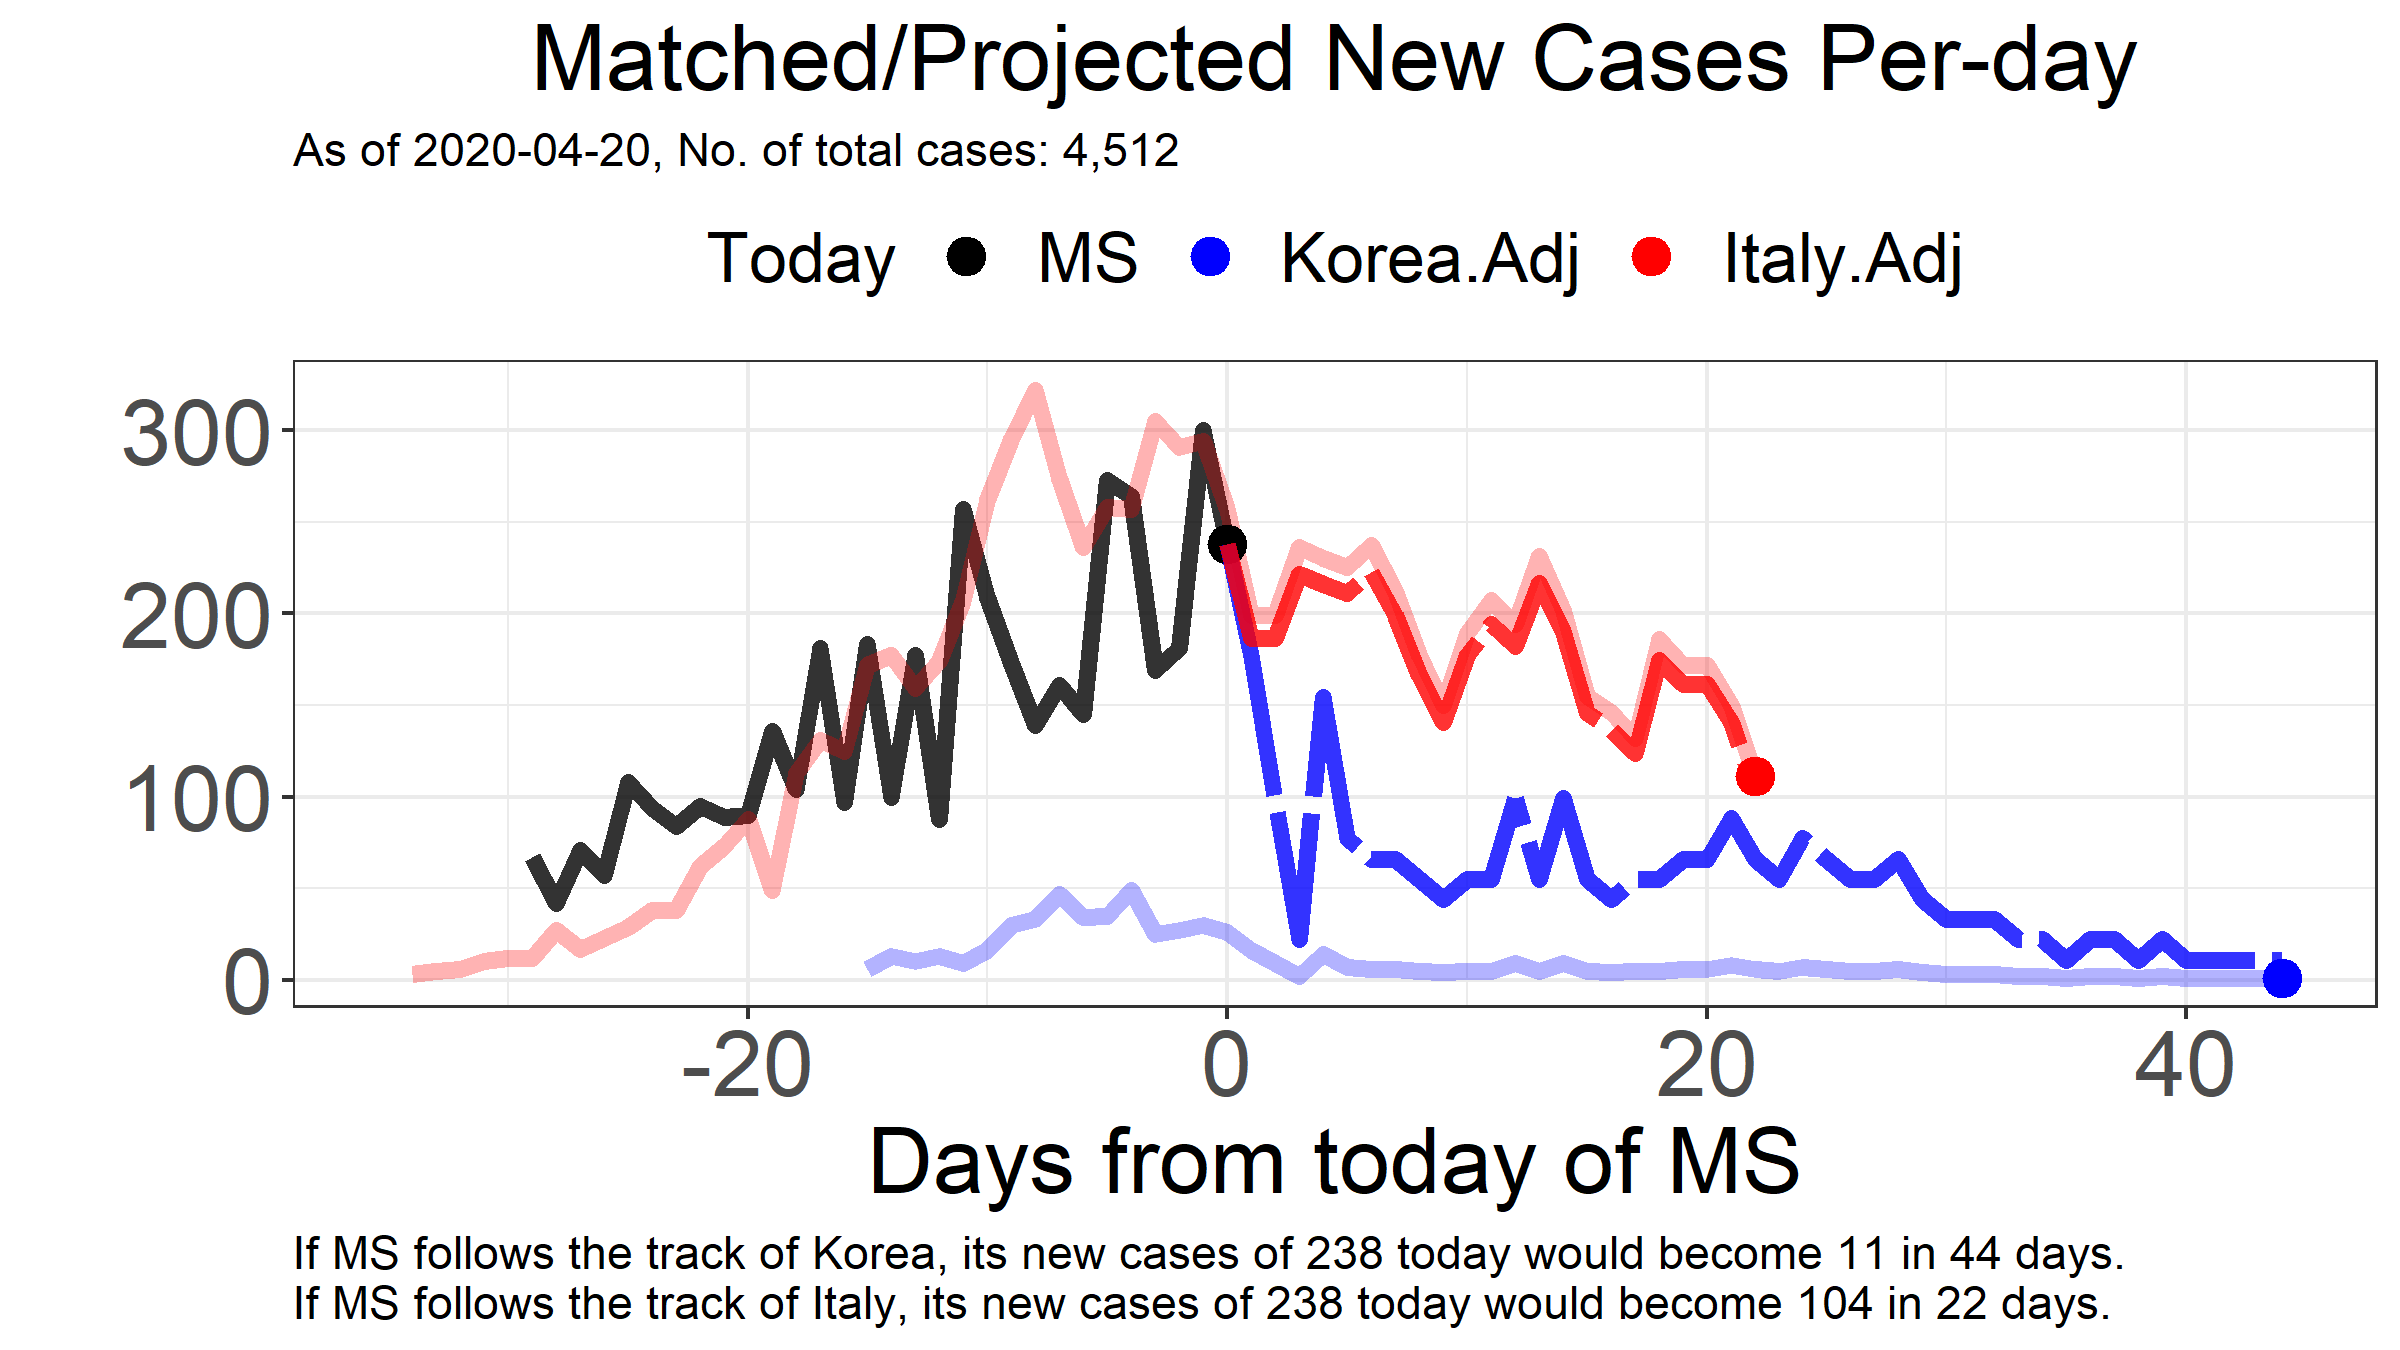 Matched/Projected New Cases Per-day
As of 2020-04-20, No. of total cases: 4,512
Today MS Korea.Adj Italy.Adj
300
200
100
0
-20 0 20 40
Days from today of MS
If MS follows the track of Korea, its new cases of 238 today would become 11 in 44 days.
If MS follows the track of Italy, its new cases of 238 today would become 104 in 22 days.